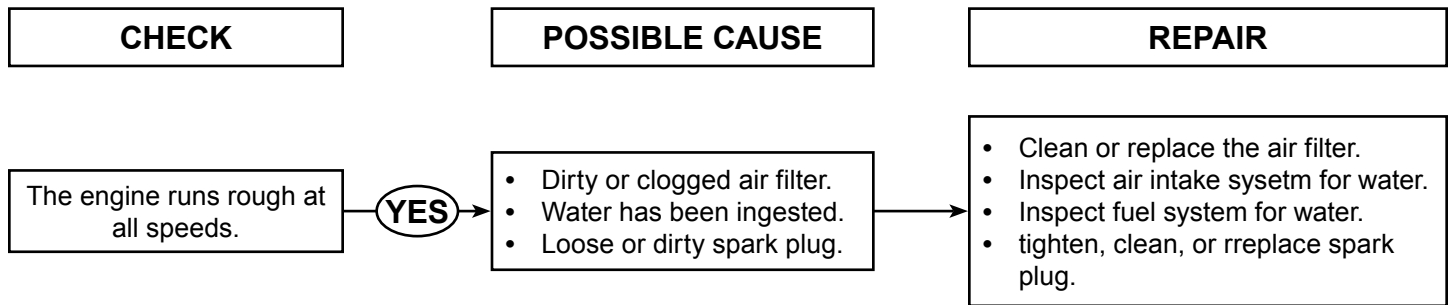 CHECK
POSSIBLE CAUSE
REPAIR
The engine runs rough at
all speeds.
YES
• Dirty or clogged air filter.
• Water has been ingested.
• Loose or dirty spark plug.
• Clean or replace the air filter.
• Inspect air intake sysetm for water.
• Inspect fuel system for water.
• tighten, clean, or rreplace spark
plug.